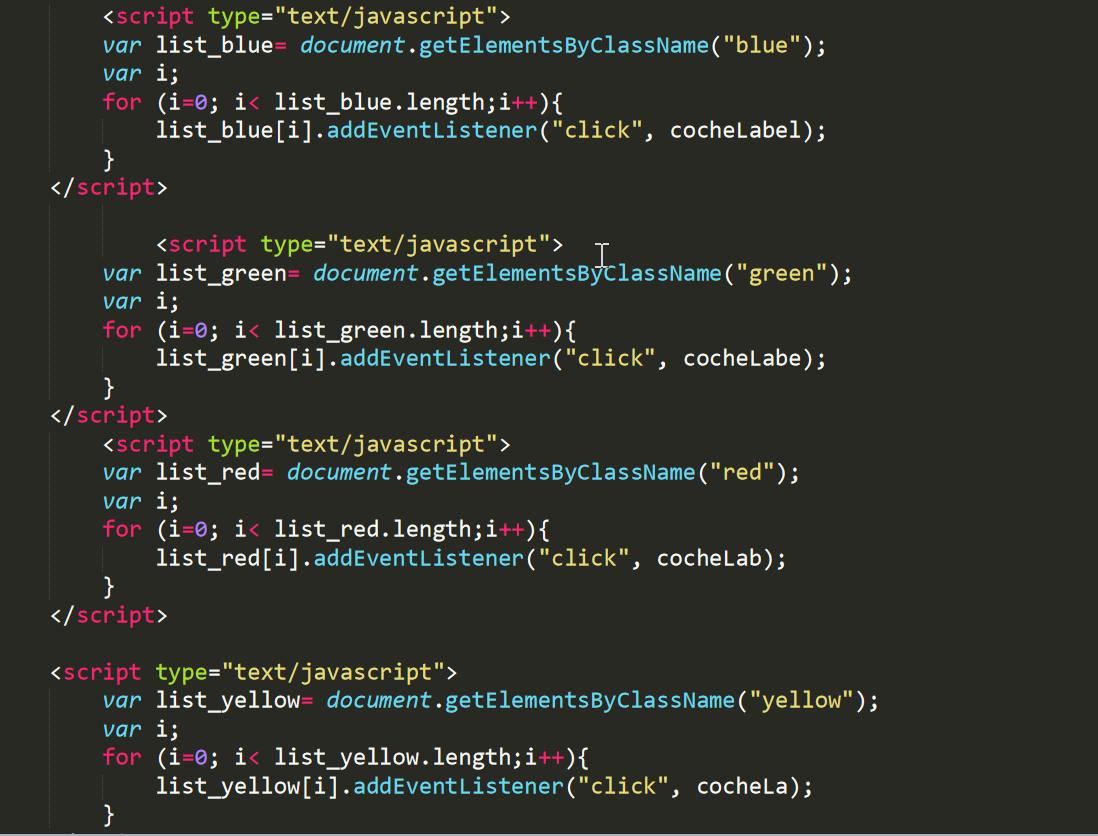 <script type="text/javascript">
var list_blue= document.getElementsByClassName("blue");
var i;
for (i=0; i< list_blue.length;i++){
list_blue[i].addEventListener("click", cocheLabel);
}
</script>
<script type="text/javascript">
var list_green= document.getElementsByClassName("green");
var i;
for (i=0; i< list_green.length;i++){
list_green[i].addEventListener("click", cocheLabe);
}
</script>
<script type="text/javascript">
var list_red= document.getElementsByClassName("red");
var i;
for (i=0; i< list_red.length;i++){
list_red[i].addEventListener("click", cocheLab);
}
</script>
<script type="text/javascript">
var list_yellow= document.getElementsByClassName("yellow");
var i;
for (i=0; i< list_yellow.length;i++){
list_yellow[i].addEventListener("click", cocheLa);
}